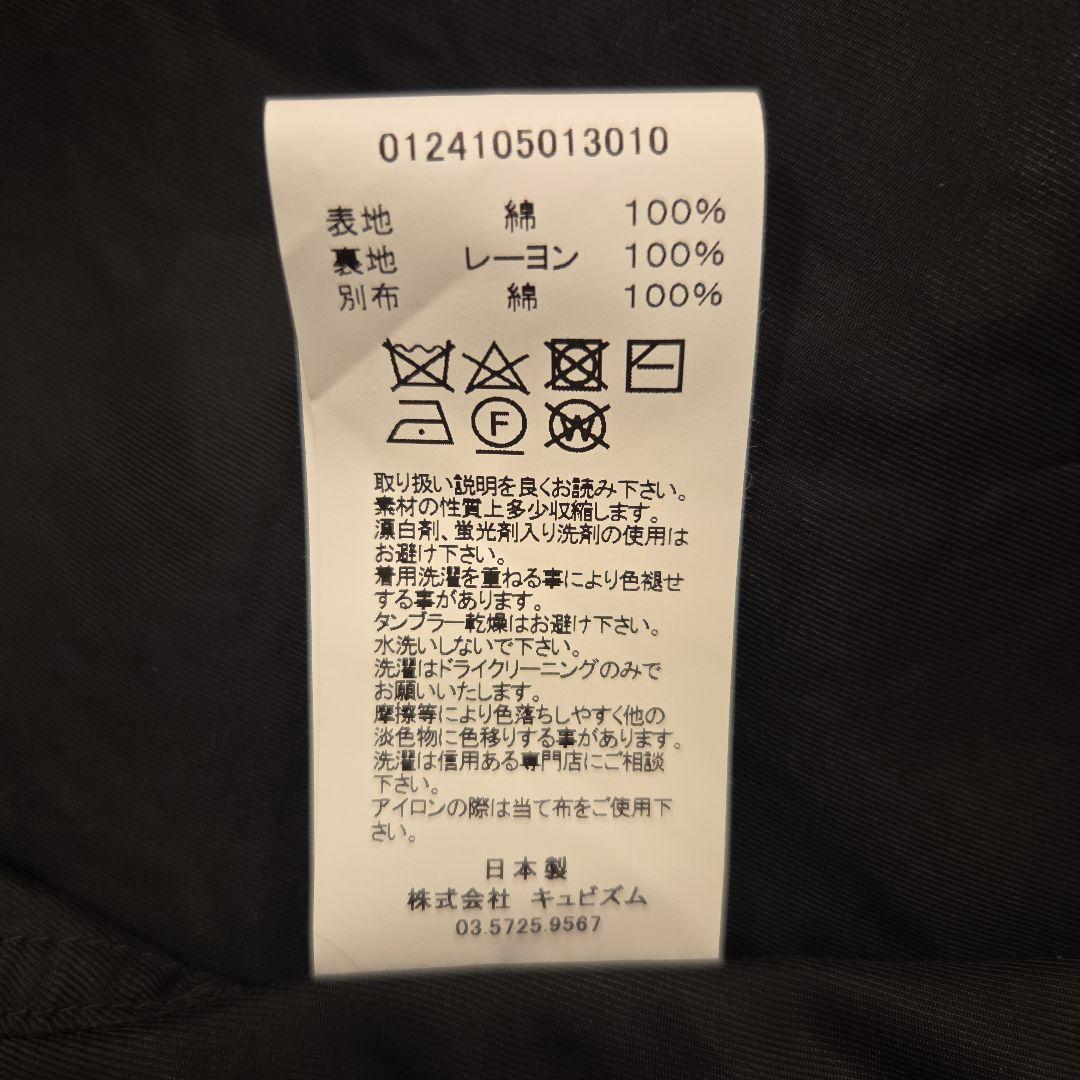 0124105013010
表地 綿 100%
裏地 レーヨン 100%
別布 綿 100%
F
W
取り扱い説明を良くお読み下さい。
素材の性質上多少収縮します。
漂白剤、蛍光剤入り洗剤の使用は
お避け下さい。
着用洗濯を重ねる事により色褪せ
する事があります。
タンブラー乾燥はお避け下さい。
水洗いしないで下さい。
洗濯はドライクリーニングのみで
お願いいたします。
摩擦等により色落ちしやすく他の
淡色物に色移りする事があります。
洗濯は信用ある専門店にご相談
下さい。
アイロンの際は当て布をご使用下
さい。
日本製
株式会社 キュビズム
03.5725.9567